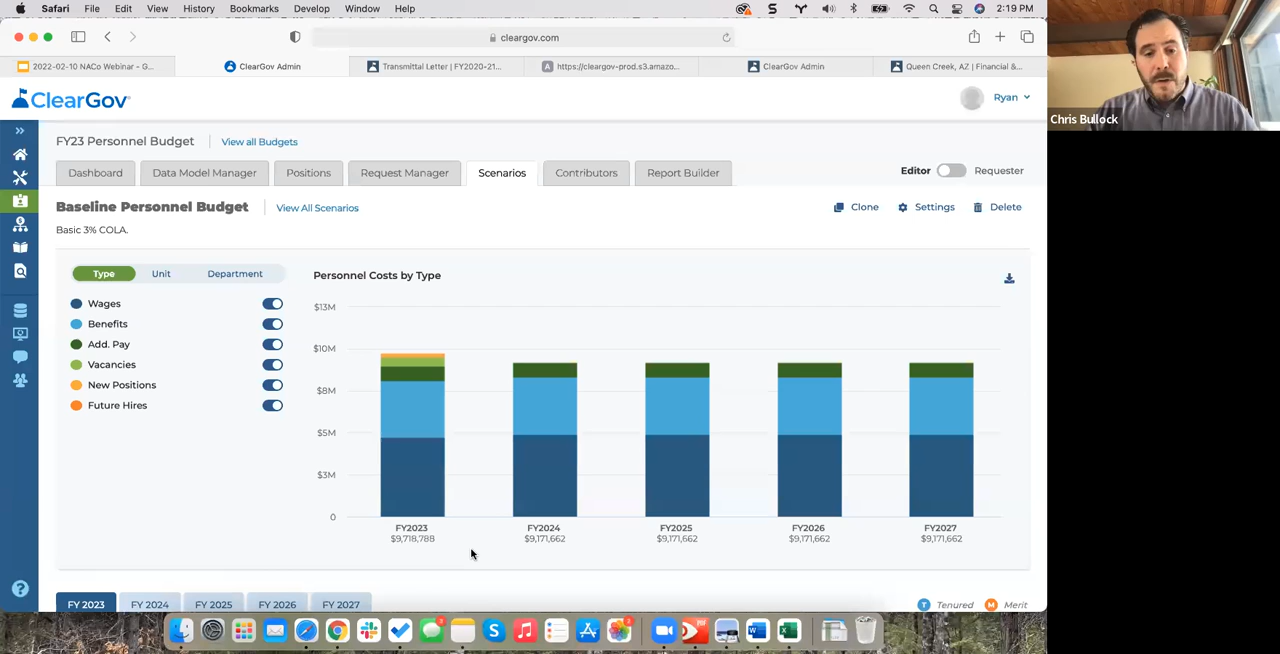 Safari File Edit View History Bookmarks Develop Window Help 2:19 PM
cleargov.com
2022-02-10 NACo Webinar - G... ClearGov Admin Transmittal Letter | FY2020-21... https://cleargov-prod.s3.amazo... ClearGov Admin Queen Creek, AZ | Financial &...
ClearGov Ryan
Chris Bullock
FY23 Personnel Budget View all Budgets
Dashboard Data Model Manager Positions Request Manager Scenarios Contributors Report Builder Editor Requester
Baseline Personnel Budget View All Scenarios Clone Settings Delete
Basic 3% COLA.
Type Unit Department
Personnel Costs by Type
Wages
Benefits
Add. Pay
Vacancies
New Positions
Future Hires
$13M
$10M
$8M
$5M
$3M
0
FY2023 FY2024 FY2025 FY2026 FY2027
$9,718,788 $9,171,662 $9,171,662 $9,171,662 $9,171,662
FY 2023 FY 2024 FY 2025 FY 2026 FY 2027 T Tenured M Merit